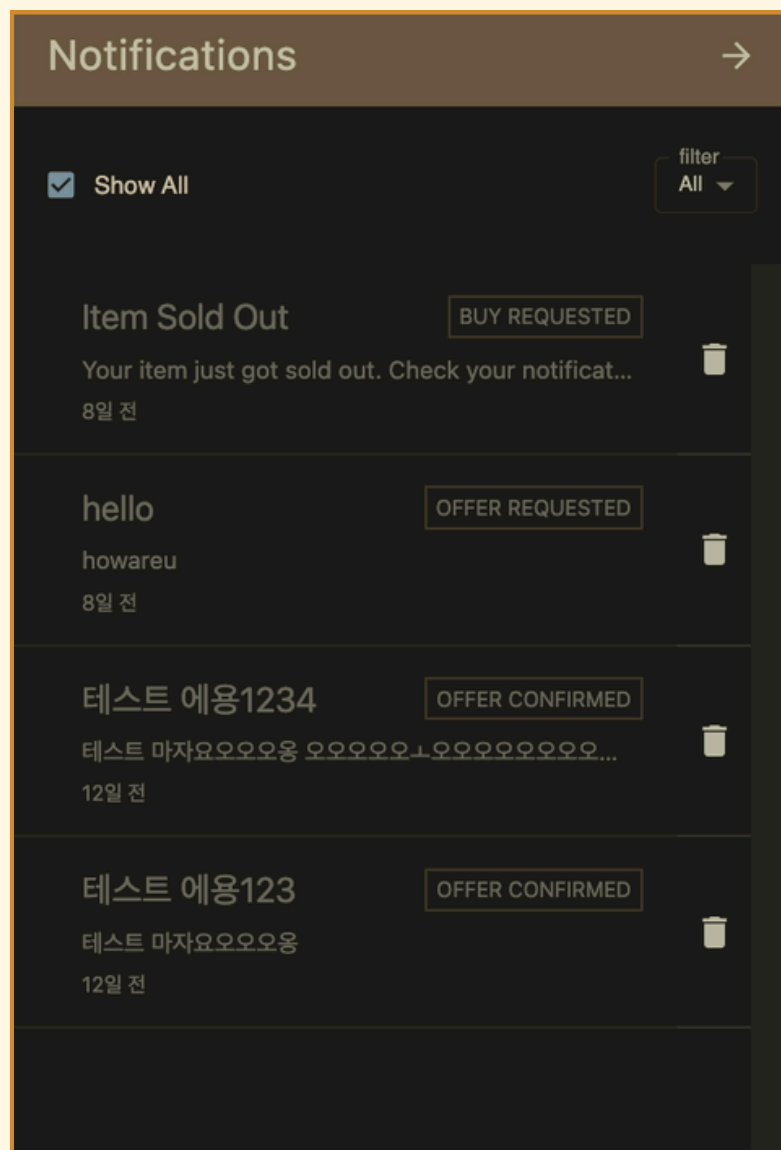 Notifications
Show All
filter
All
Item Sold Out
BUY REQUESTED
Your item just got sold out. Check your notificat...
8일 전
hello
OFFER REQUESTED
howareu
8일 전
테스트 에용1234
OFFER CONFIRMED
테스트 마자요오오오옹 오오오오오ㅗ오오오오오오오오...
12일 전
테스트 에용123
OFFER CONFIRMED
테스트 마자요오오오옹
12일 전